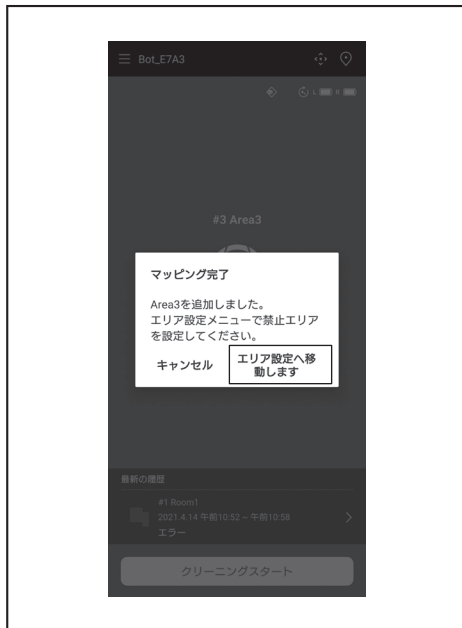 Bot_E7A3
L R
#3 Area3
マッピング完了
Area3を追加しました。
エリア設定メニューで禁止エリア
を設定してください。
キャンセル
エリア設定へ移
動します
最新の履歴
#1 Room1
2021.4.14 午前10:52 ~ 午前10:58
エラー
クリーニングスタート